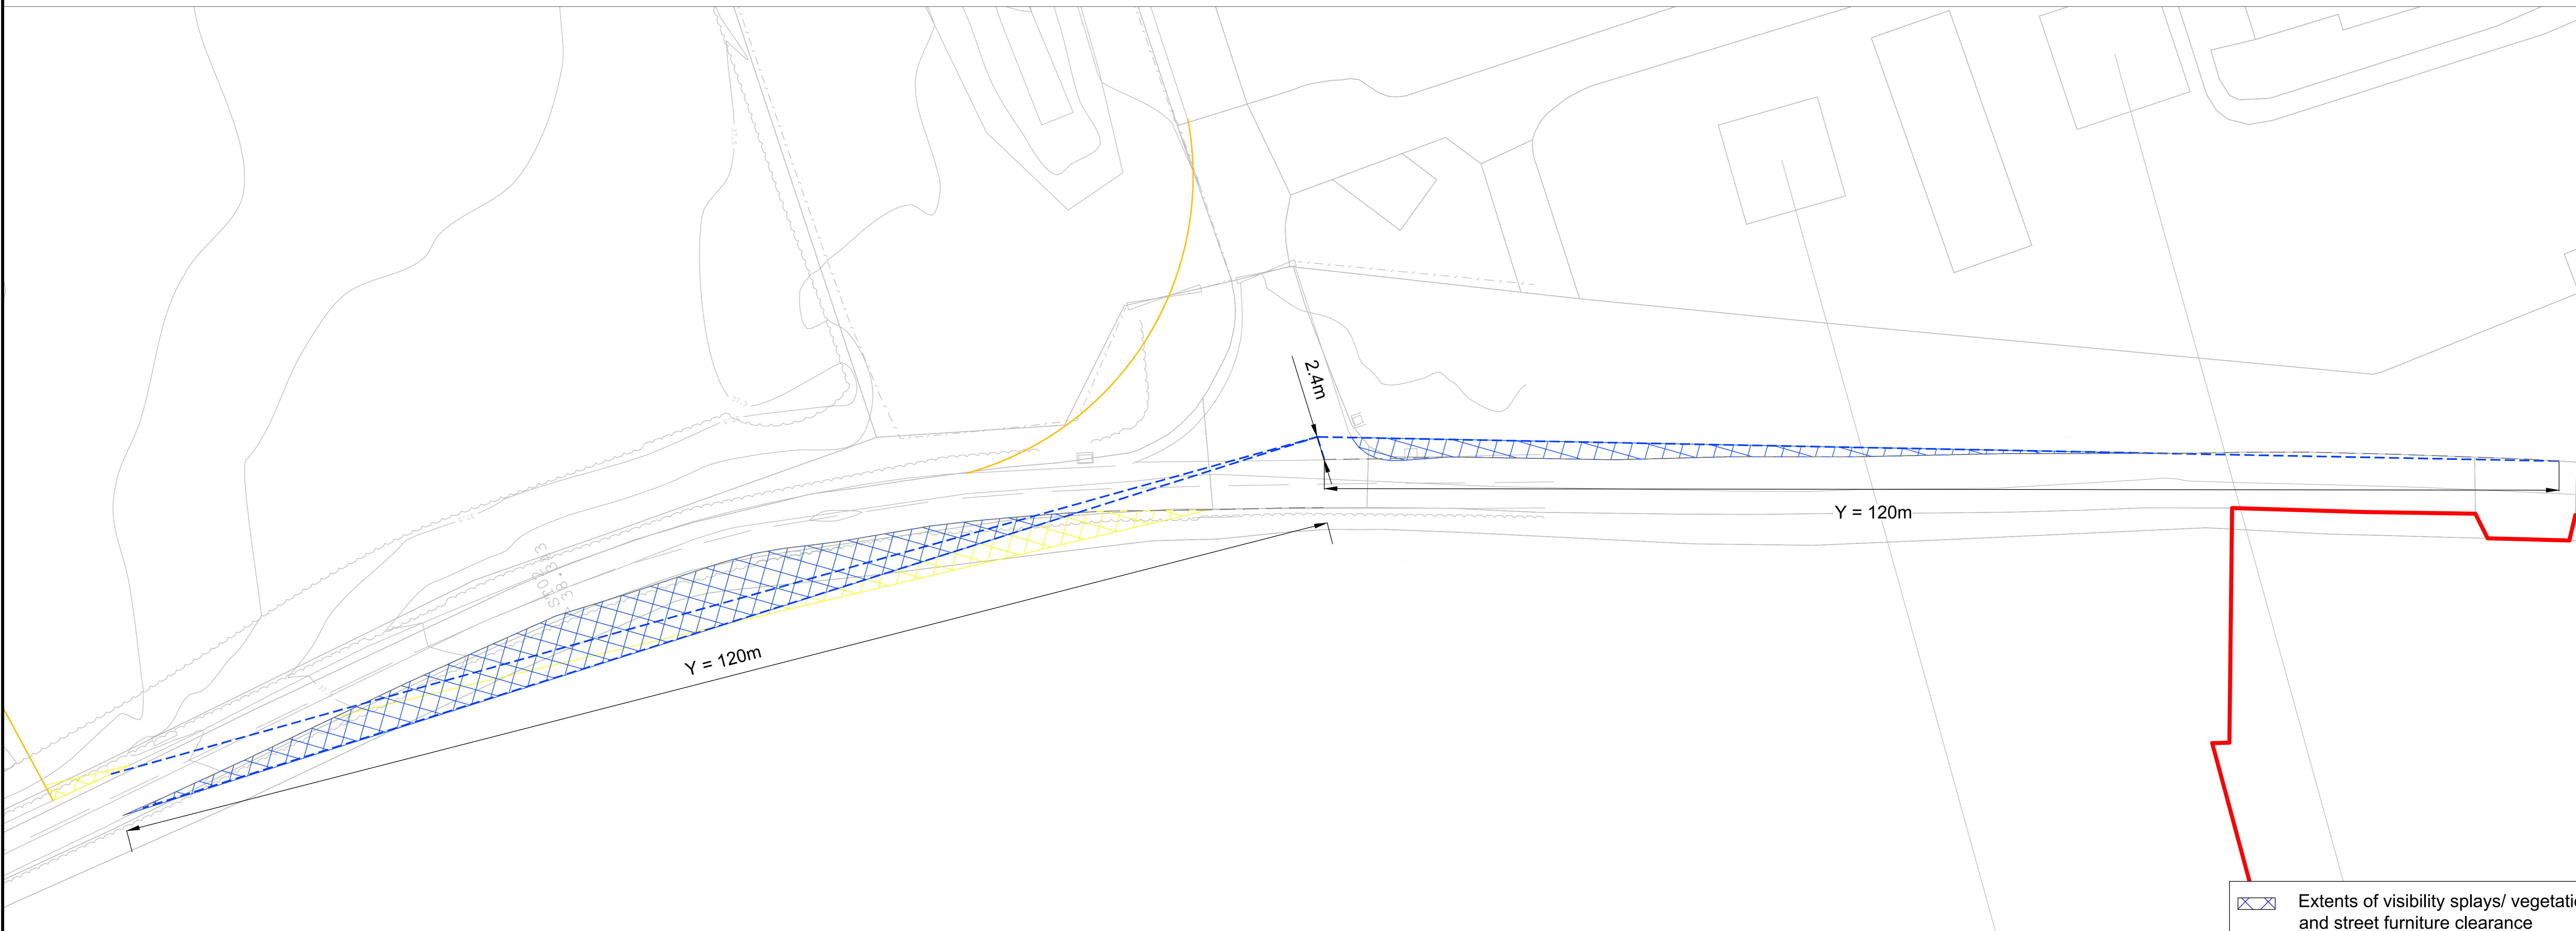 2.4m
Y = 120m
Y = 120m
Extents of visibility splays/ vegetati
and street furniture clearance